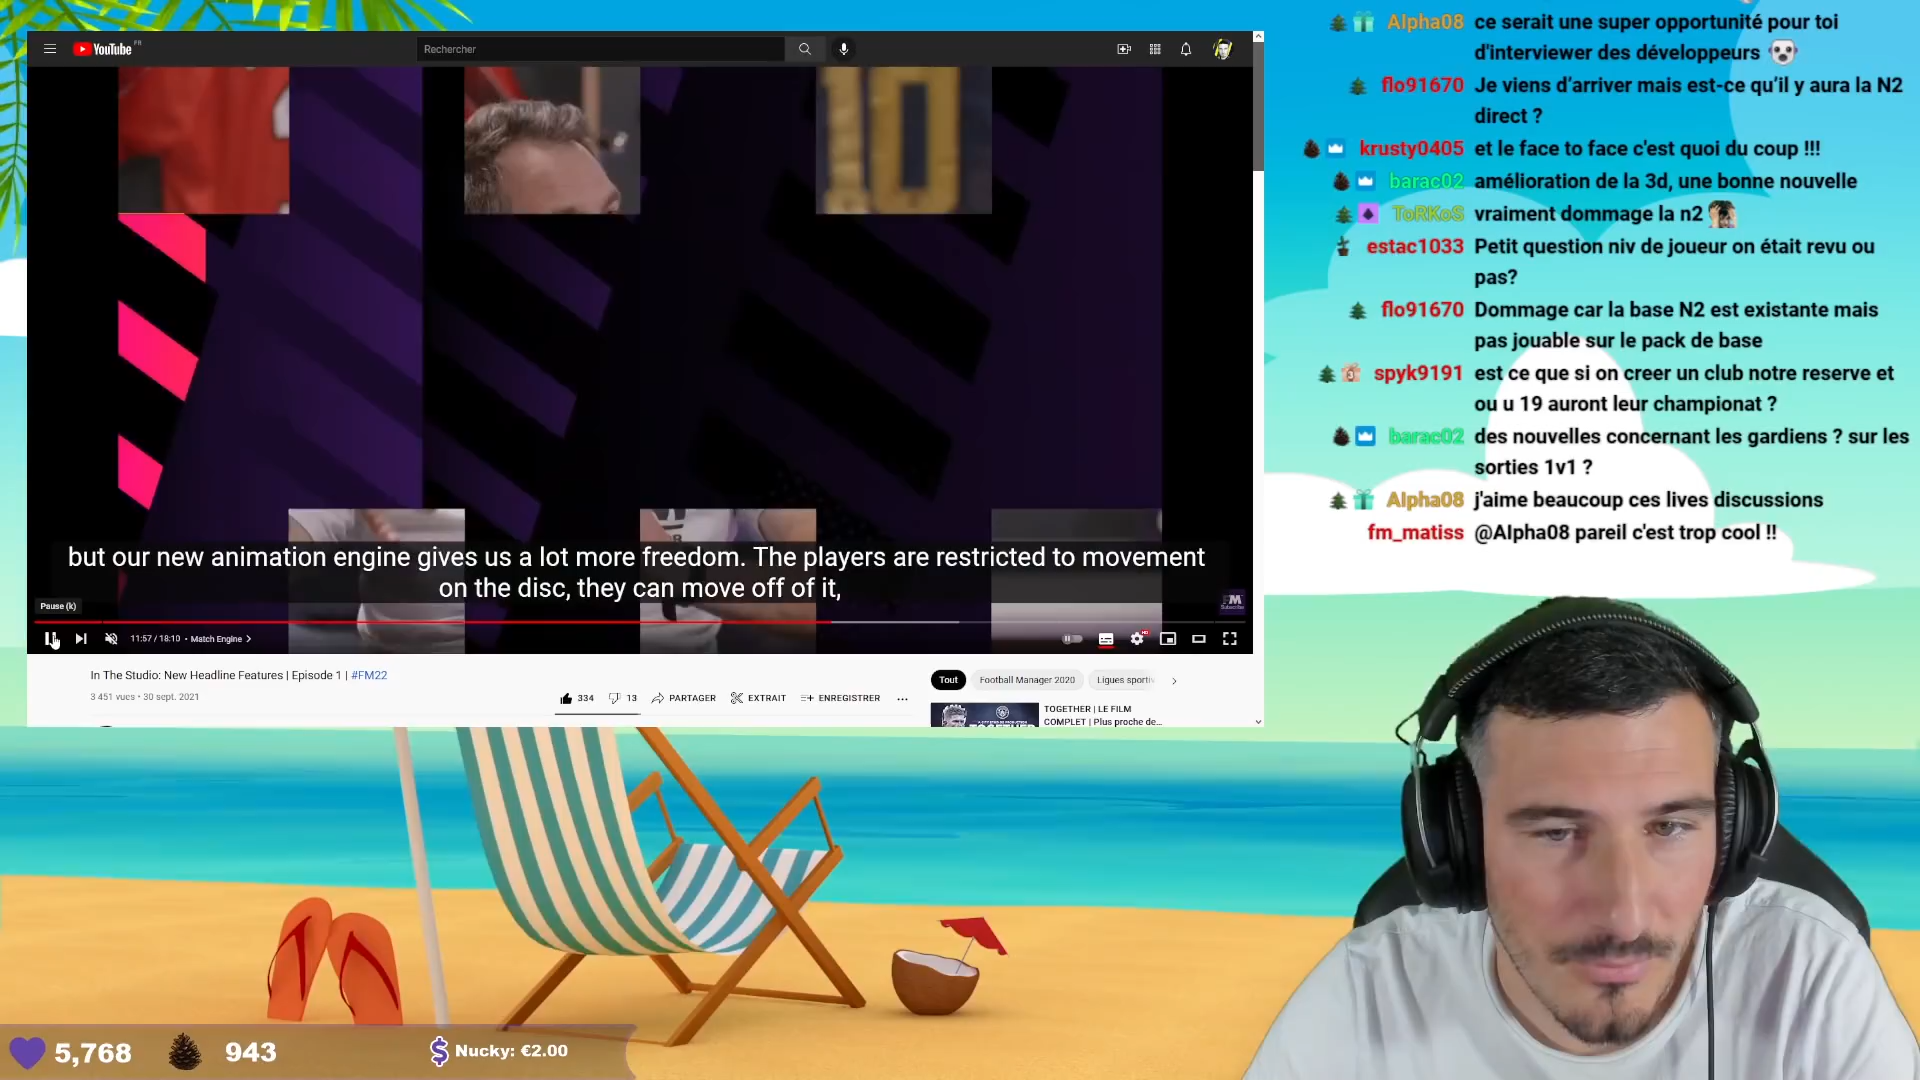 YouTube FR
Rechercher
10
but our new animation engine gives us a lot more freedom. The players are restricted to movement
on the disc, they can move off of it,
Pause (k)
FM
Subscribe
11:57 / 18:10 • Match Engine >
HD
In The Studio: New Headline Features | Episode 1 | #FM22
3 451 vues • 30 sept. 2021
334
13
PARTAGER
EXTRAIT
ENREGISTRER
...
Tout
Football Manager 2020
Ligues sporti
TOGETHER | LE FILM
COMPLET | Plus proche de...
TOGETHER
Alpha08 ce serait une super opportunité pour toi
d'interviewer des développeurs
flo91670 Je viens d’arriver mais est-ce qu’il y aura la N2
direct ?
krusty0405 et le face to face c'est quoi du coup !!!
barac02 amélioration de la 3d, une bonne nouvelle
ToRKoS vraiment dommage la n2
estac1033 Petit question niv de joueur on était revu ou
pas?
flo91670 Dommage car la base N2 est existante mais
pas jouable sur le pack de base
3 spyk9191 est ce que si on creer un club notre reserve et
ou u 19 auront leur championat ?
barac02 des nouvelles concernant les gardiens ? sur les
sorties 1v1 ?
Alpha08 j'aime beaucoup ces lives discussions
fm_matiss @Alpha08 pareil c'est trop cool !!
5,768
943
$ Nucky: €2.00